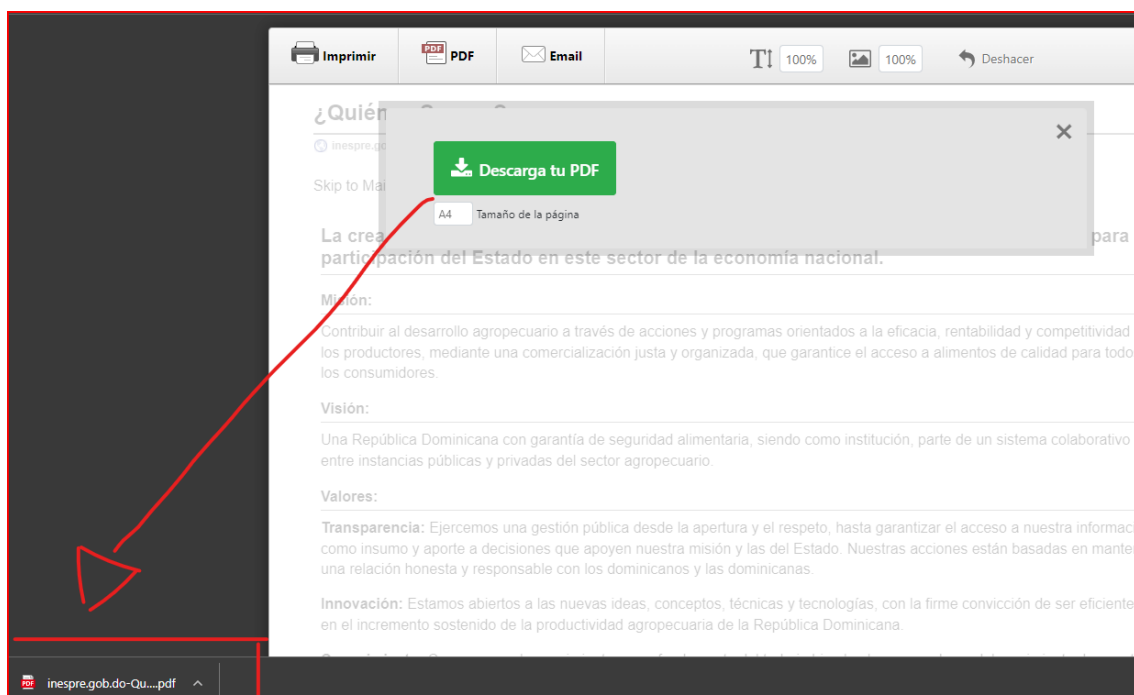 Imprimir
PDF
PDF
Email
100%
100%
Deshacer
¿Quién
inespre.go
Descarga tu PDF
Skip to Mai
A4
Tamaño de la página
La crea
para
participación del Estado en este sector de la economía nacional.
Misión:
Contribuir al desarrollo agropecuario a través de acciones y programas orientados a la eficacia, rentabilidad y competitividad
los productores, mediante una comercialización justa y organizada, que garantice el acceso a alimentos de calidad para todo
los consumidores.
Visión:
Una República Dominicana con garantía de seguridad alimentaria, siendo como institución, parte de un sistema colaborativo
entre instancias públicas y privadas del sector agropecuario.
Valores:
Transparencia: Ejercemos una gestión pública desde la apertura y el respeto, hasta garantizar el acceso a nuestra informaci
como insumo y aporte a decisiones que apoyen nuestra misión y las del Estado. Nuestras acciones están basadas en mante
una relación honesta y responsable con los dominicanos y las dominicanas.
Innovación: Estamos abiertos a las nuevas ideas, conceptos, técnicas y tecnologías, con la firme convicción de ser eficiente
en el incremento sostenido de la productividad agropecuaria de la República Dominicana.
inespre.gob.do-Qu....pdf